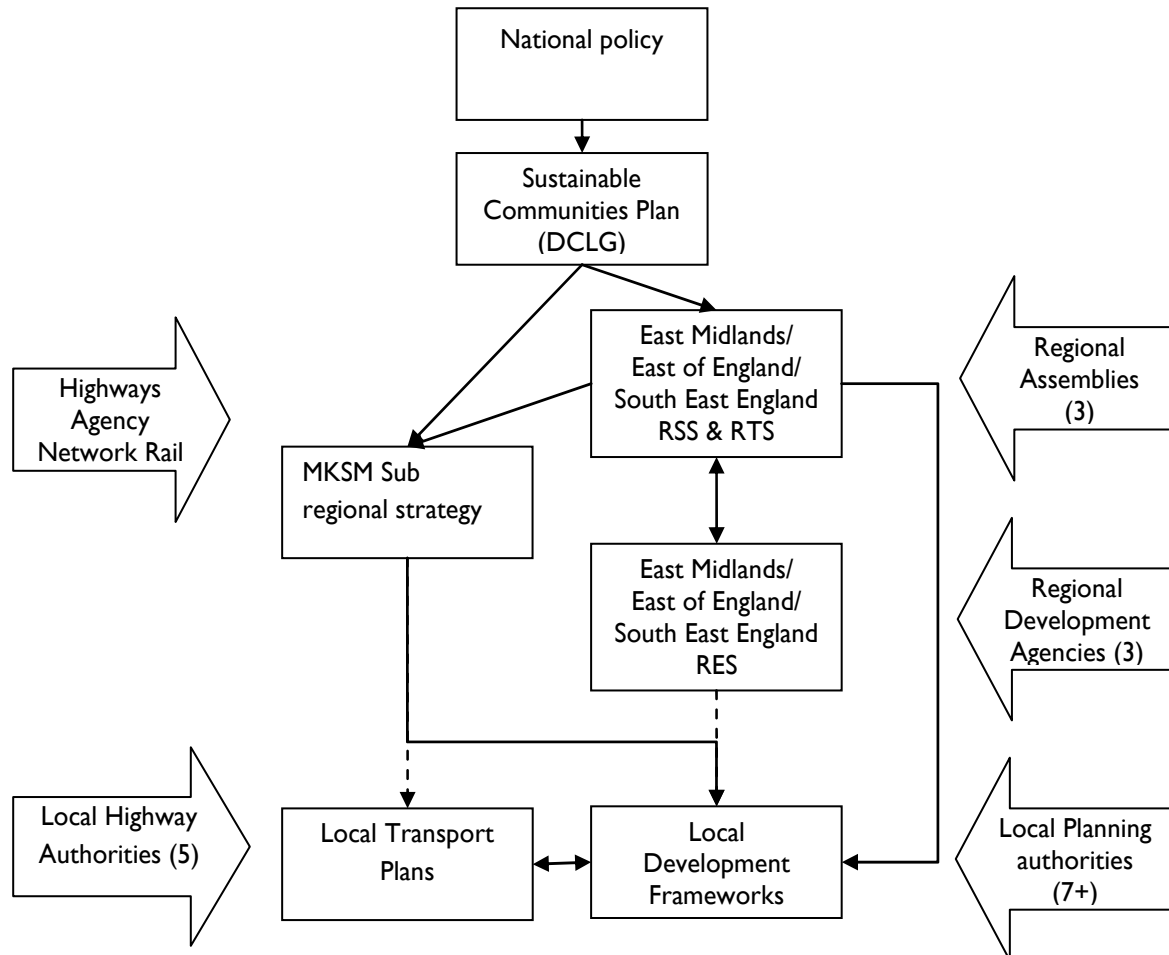 National policy
Sustainable
Communities Plan
(DCLG)
East Midlands/
East of England/
South East England
RSS & RTS
Regional
Assemblies
(3)
Highways
Agency
Network Rail
MKSM Sub
regional strategy
East Midlands/
East of England/
South East England
RES
Regional
Development
Agencies (3)
Local Highway
Authorities (5)
Local Transport
Plans
Local
Development
Frameworks
Local Planning
authorities
(7+)